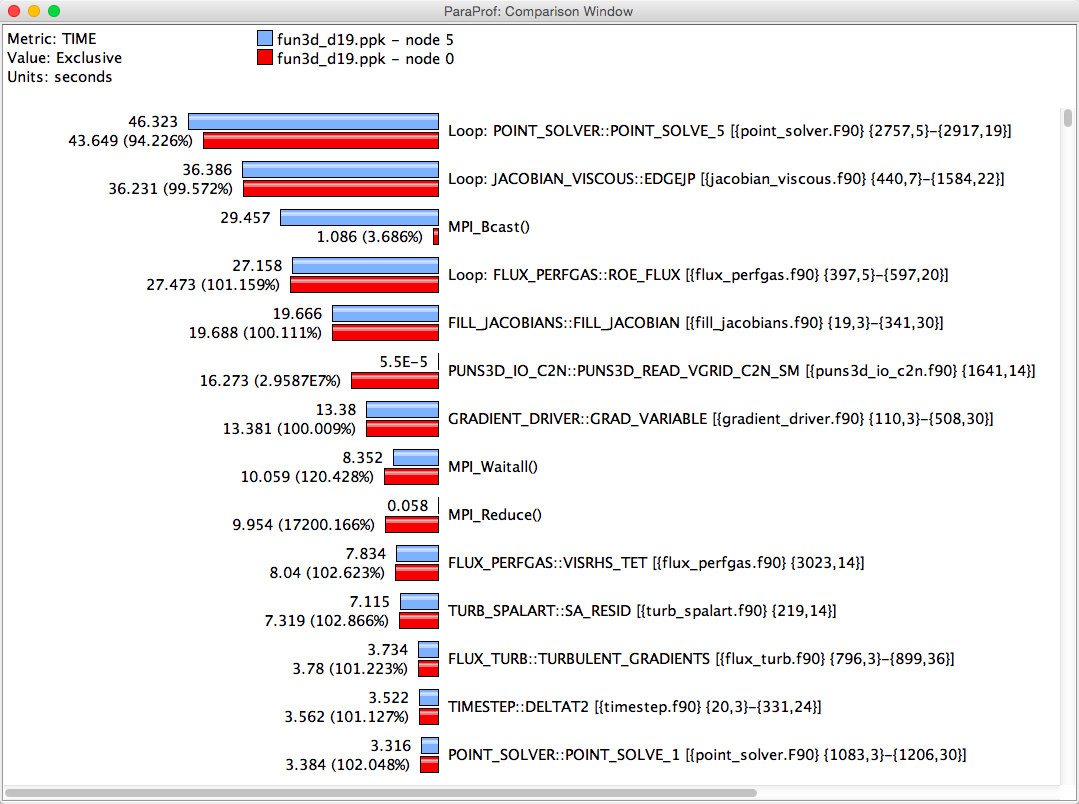 ParaProf: Comparison Window
Metric: TIME
Value: Exclusive
Units: seconds
fun3d_d19.ppk – node 5
fun3d_d19.ppk – node 0
46.323
43.649 (94.226%)
Loop: POINT_SOLVER::POINT_SOLVE_5 [{point_solver.F90} {2757,5}–{2917,19}]
36.386
36.231 (99.572%)
Loop: JACOBIAN_VISCOUS::EDGEJP [{jacobian_viscous.f90} {440,7}–{1584,22}]
29.457
1.086 (3.686%)
MPI_Bcast()
27.158
27.473 (101.159%)
Loop: FLUX_PERFGAS::ROE_FLUX [{flux_perfgas.f90} {397,5}–{597,20}]
19.666
19.688 (100.111%)
FILL_JACOBIANS::FILL_JACOBIAN [{fill_jacobians.f90} {19,3}–{341,30}]
5.5E–5
16.273 (2.9587E7%)
PUNS3D_IO_C2N::PUNS3D_READ_VGRID_C2N_SM [{puns3d_io_c2n.f90} {1641,14}]
13.38
13.381 (100.009%)
GRADIENT_DRIVER::GRAD_VARIABLE [{gradient_driver.f90} {110,3}–{508,30}]
8.352
10.059 (120.428%)
MPI_Waitall()
0.058
9.954 (17200.166%)
MPI_Reduce()
7.834
8.04 (102.623%)
FLUX_PERFGAS::VISRHS_TET [{flux_perfgas.f90} {3023,14}]
7.115
7.319 (102.866%)
TURB_SPALART::SA_RESID [{turb_spalart.f90} {219,14}]
3.734
3.78 (101.223%)
FLUX_TURB::TURBULENT_GRADIENTS [{flux_turb.f90} {796,3}–{899,36}]
3.522
3.562 (101.127%)
TIMESTEP::DELTAT2 [{timestep.f90} {20,3}–{331,24}]
3.316
3.384 (102.048%)
POINT_SOLVER::POINT_SOLVE_1 [{point_solver.F90} {1083,3}–{1206,30}]